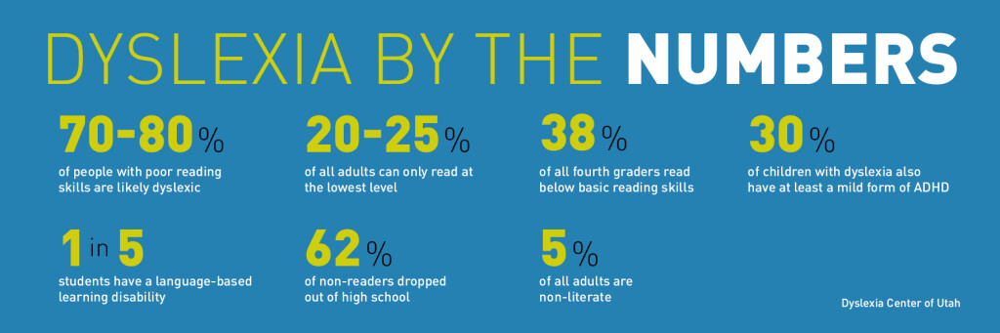 DYSLEXIA BY THE NUMBERS
70-80%
of people with poor reading
skills are likely dyslexic
20-25%
of all adults can only read at
the lowest level
38%
of all fourth graders read
below basic reading skills
30%
of children with dyslexia also
have at least a mild form of ADHD
1 in 5
students have a language-based
learning disability
62%
of non-readers dropped
out of high school
5%
of all adults are
non-literate
Dyslexia Center of Utah